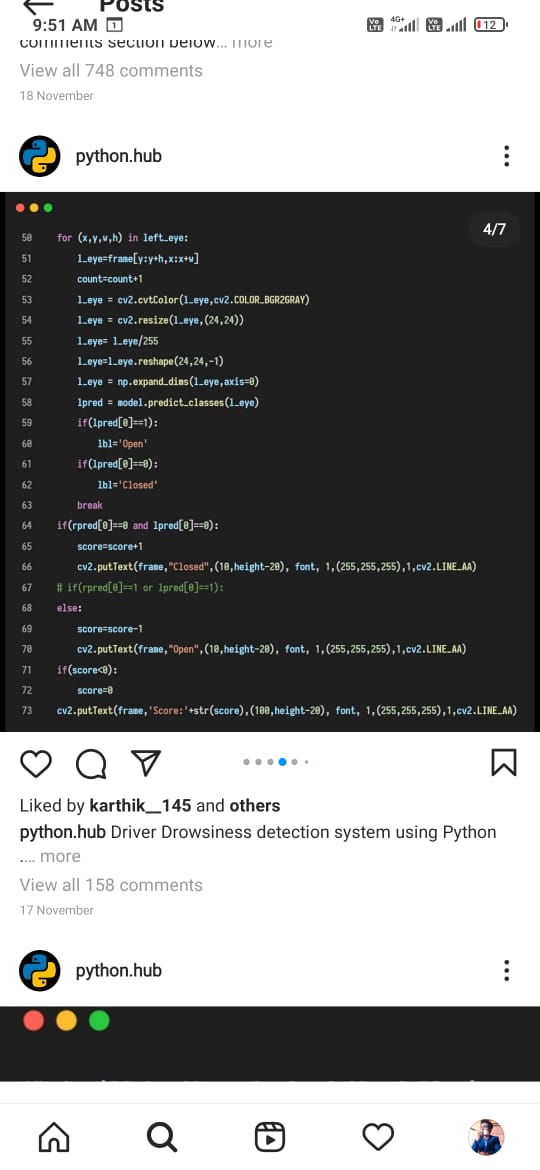 Posts
9:51 AM 1
Vo LTE 4G+ Vo LTE 12
comments section below... more
View all 748 comments
18 November
python.hub
4/7
50 for (x,y,w,h) in left_eye:
51 l_eye=frame[y:y+h,x:x+w]
52 count=count+1
53 l_eye = cv2.cvtColor(l_eye,cv2.COLOR_BGR2GRAY)
54 l_eye = cv2.resize(l_eye,(24,24))
55 l_eye= l_eye/255
56 l_eye=l_eye.reshape(24,24,-1)
57 l_eye = np.expand_dims(l_eye,axis=0)
58 lpred = model.predict_classes(l_eye)
59 if(lpred[0]==1):
60 lbl='Open'
61 if(lpred[0]==0):
62 lbl='Closed'
63 break
64 if(rpred[0]==0 and lpred[0]==0):
65 score=score+1
66 cv2.putText(frame,"Closed",(10,height-20), font, 1,(255,255,255),1,cv2.LINE_AA)
67 # if(rpred[0]==1 or lpred[0]==1):
68 else:
69 score=score-1
70 cv2.putText(frame,"Open",(10,height-20), font, 1,(255,255,255),1,cv2.LINE_AA)
71 if(score<0):
72 score=0
73 cv2.putText(frame,'Score:'+str(score),(100,height-20), font, 1,(255,255,255),1,cv2.LINE_AA)
Liked by karthik__145 and others
python.hub Driver Drowsiness detection system using Python
.... more
View all 158 comments
17 November
python.hub